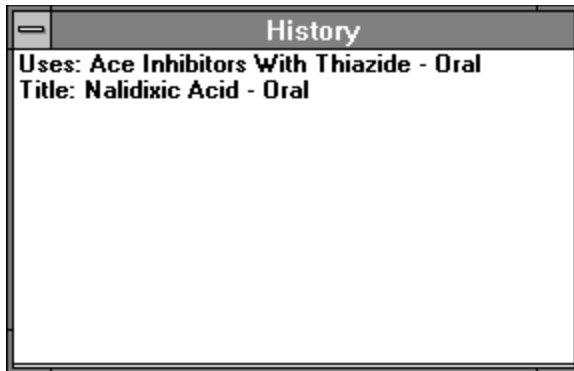 History
Uses: Ace Inhibitors With Thiazide - Oral
Title: Nalidixic Acid - Oral